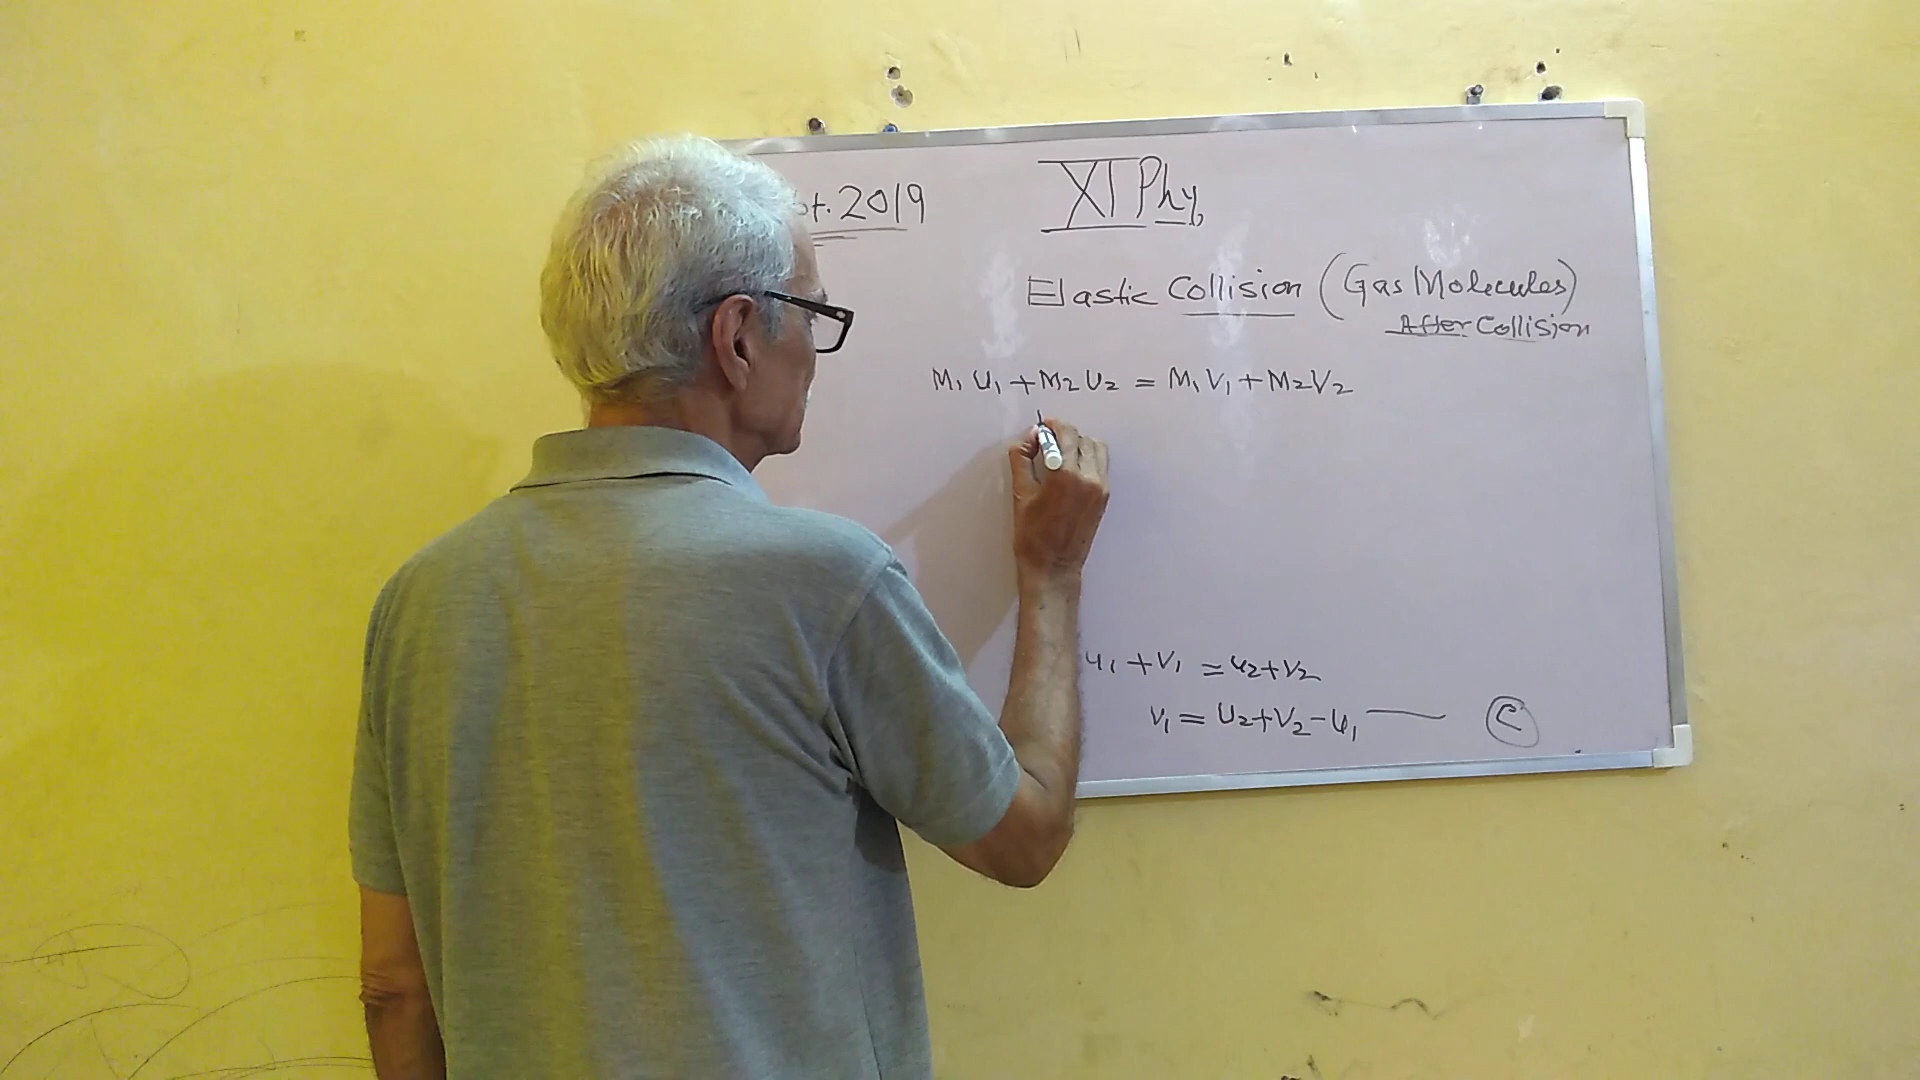 pt. 2019
XI Phy,
Elastic Collision (Gas Molecules)
After Collision
M₁ U₁ + M₂ U₂ = M₁ V₁ + M₂ V₂
u₁ + V₁ = u₂ + V₂
V₁ = U₂ + V₂ - u₁ — C